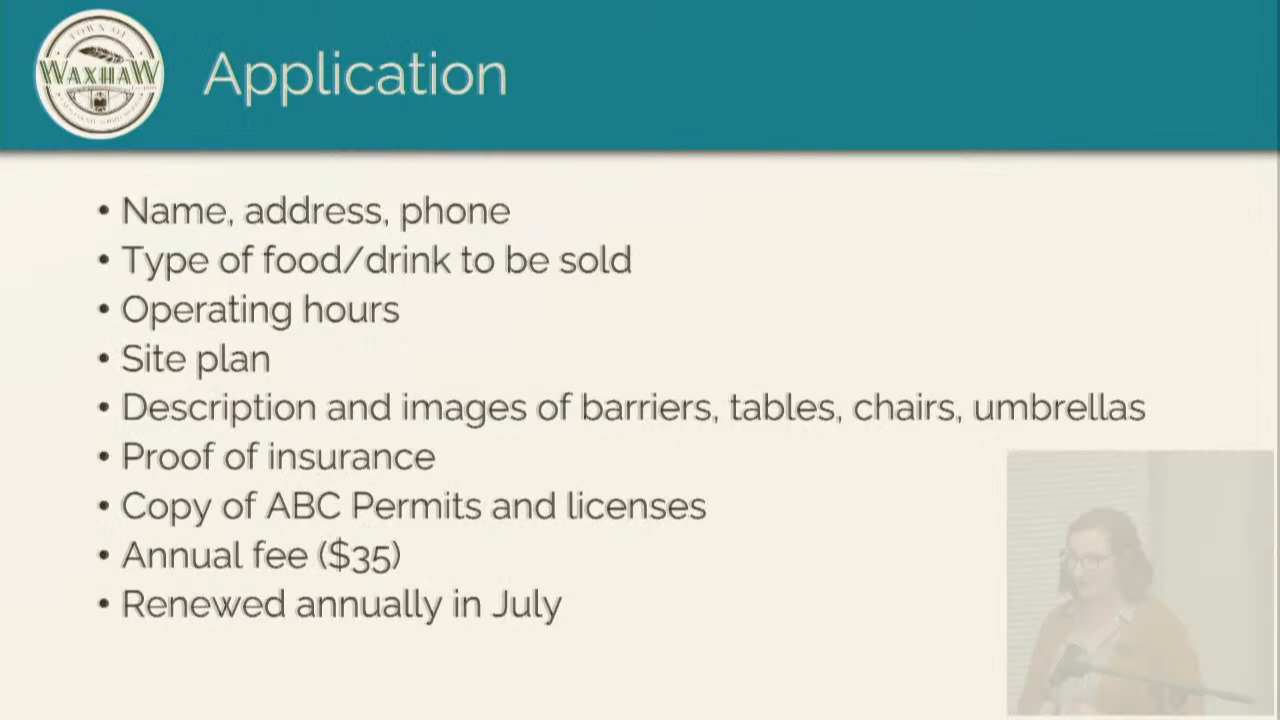 TOWN OF
WAXHAW
Application
• Name, address, phone
• Type of food/drink to be sold
• Operating hours
• Site plan
• Description and images of barriers, tables, chairs, umbrellas
• Proof of insurance
• Copy of ABC Permits and licenses
• Annual fee ($35)
• Renewed annually in July